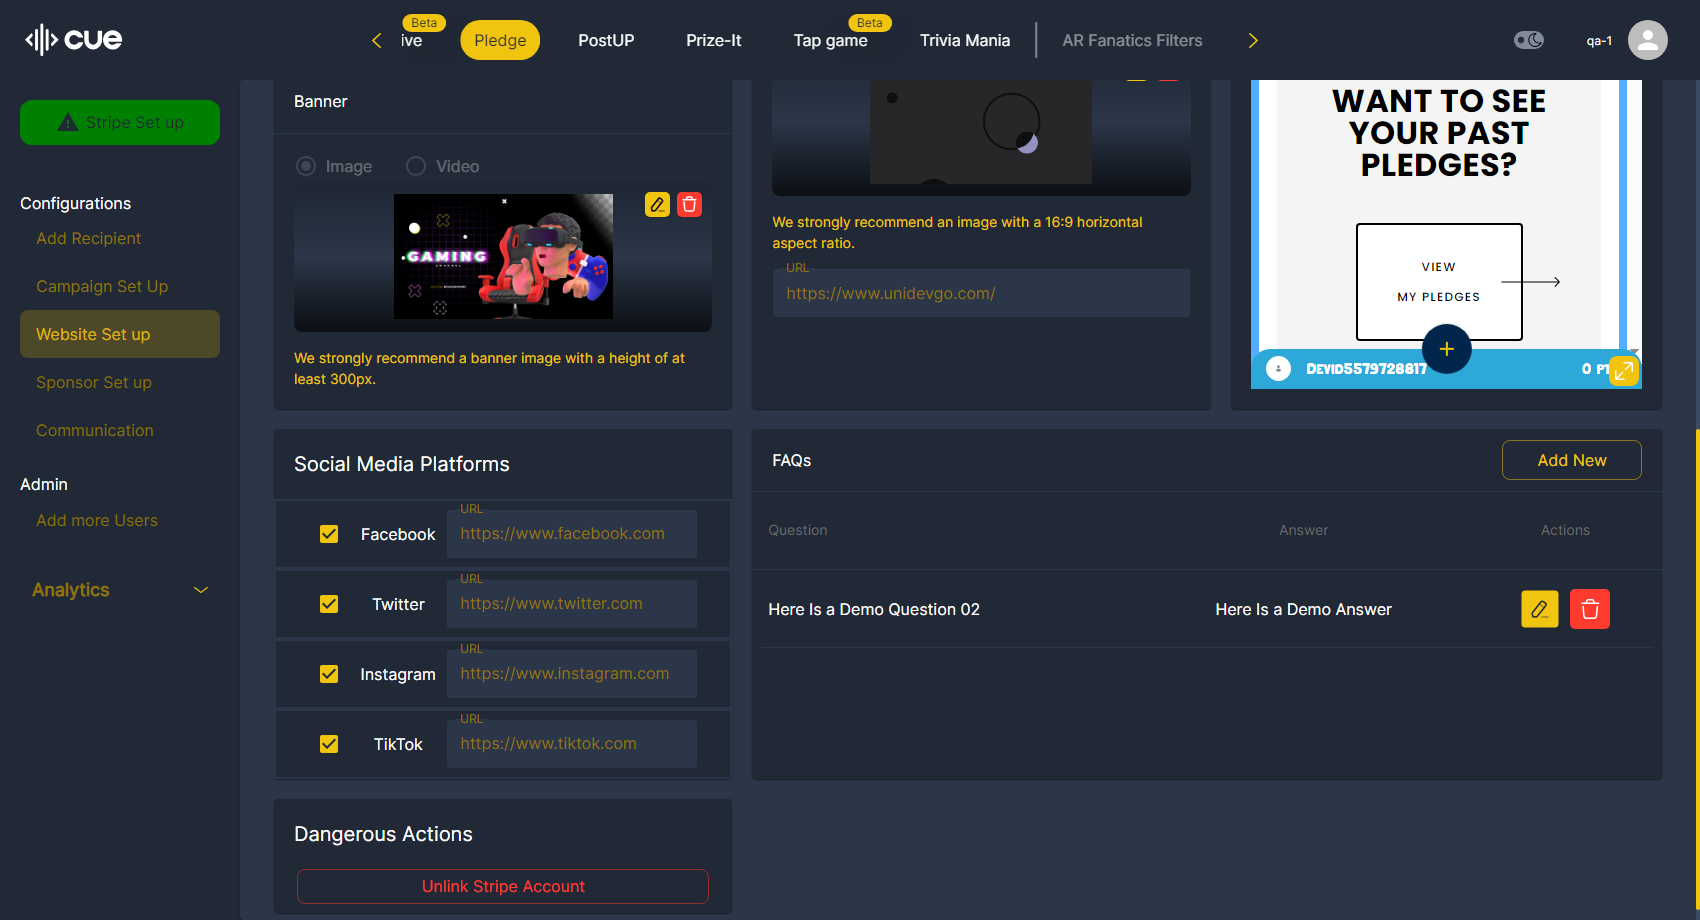 cue
Beta
ive
Pledge
PostUP
Prize-It
Beta
Tap game
Trivia Mania
AR Fanatics Filters
qa-1
Stripe Set up
Configurations
Add Recipient
Campaign Set Up
Website Set up
Sponsor Set up
Communication
Admin
Add more Users
Analytics
Banner
Image
Video
GAMING
We strongly recommend a banner image with a height of at
least 300px.
We strongly recommend an image with a 16:9 horizontal
aspect ratio.
URL
https://www.unidevgo.com/
WANT TO SEE
YOUR PAST
PLEDGES?
VIEW
MY PLEDGES
Devid5579728817
0 PT
Social Media Platforms
Facebook
URL
https://www.facebook.com
Twitter
URL
https://www.twitter.com
Instagram
URL
https://www.instagram.com
TikTok
URL
https://www.tiktok.com
FAQs
Add New
Question
Answer
Actions
Here Is a Demo Question 02
Here Is a Demo Answer
Dangerous Actions
Unlink Stripe Account